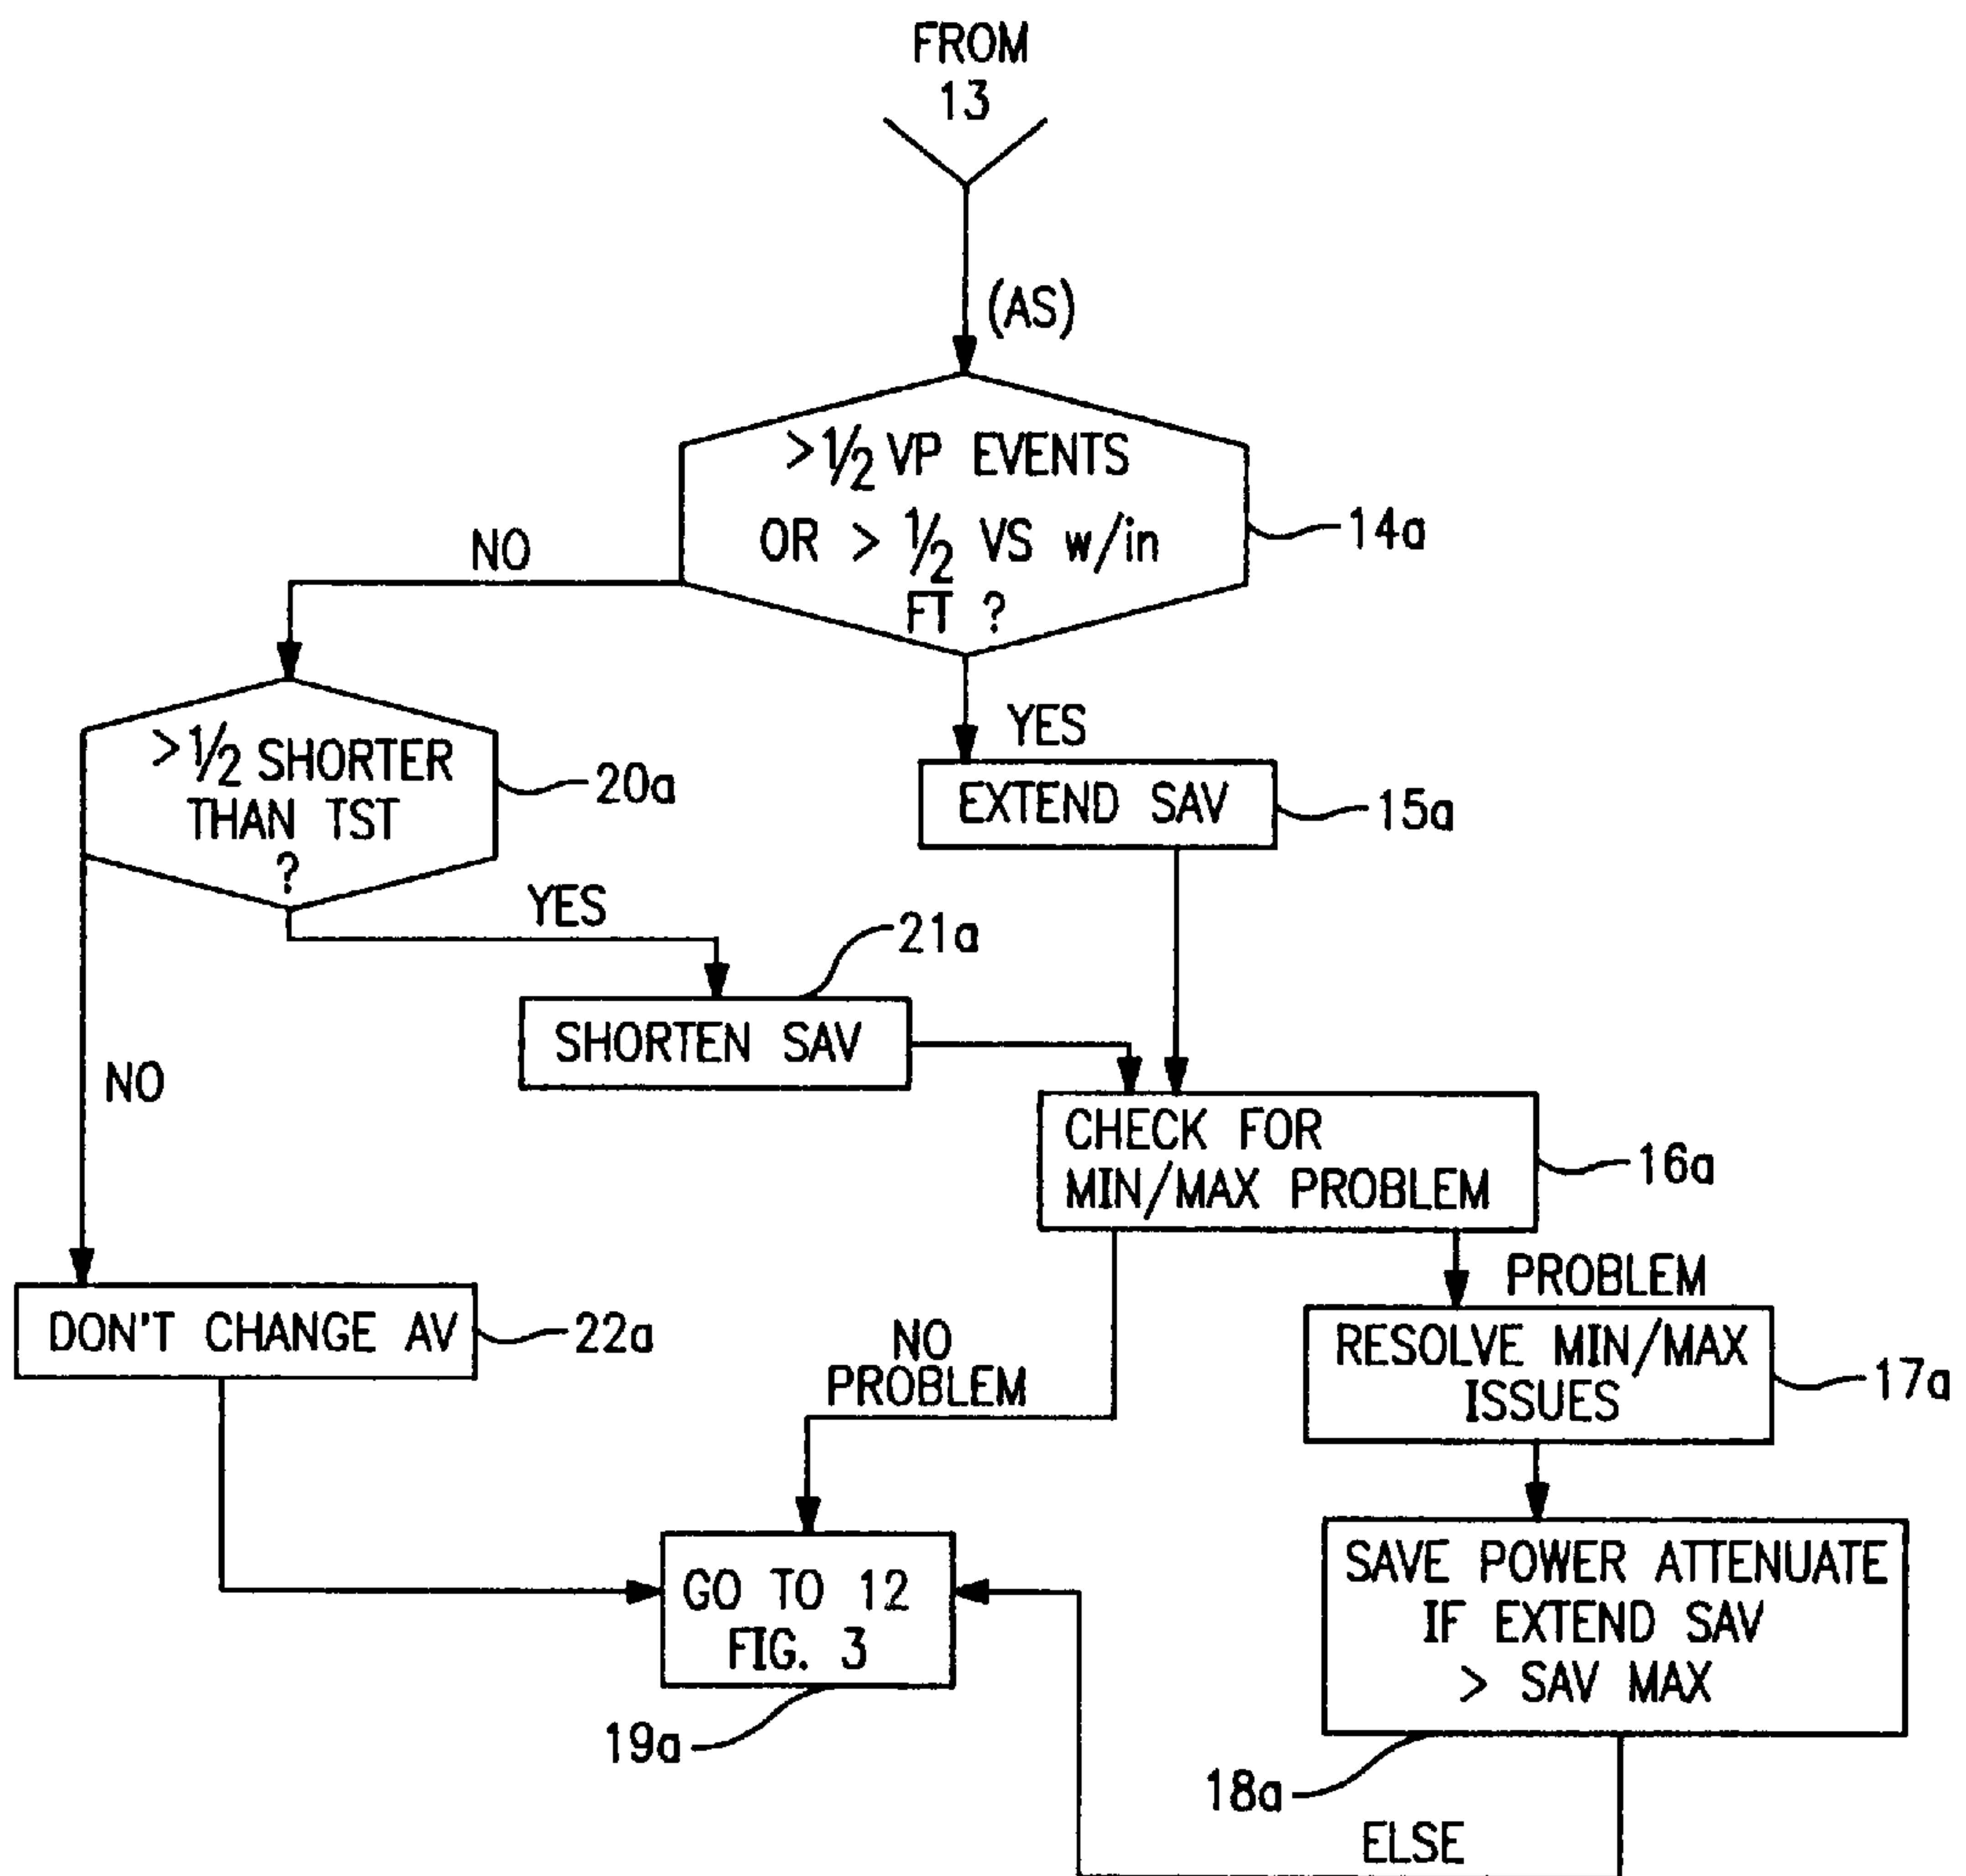 FROM
13
(AS)
>1/2 VP EVENTS
OR > 1/2 VS w/in
FT ?
14a
NO
YES
>1/2 SHORTER
THAN TST
?
20a
EXTEND SAV
15a
YES
21a
SHORTEN SAV
NO
CHECK FOR
MIN/MAX PROBLEM
16a
DON'T CHANGE AV
22a
NO
PROBLEM
PROBLEM
RESOLVE MIN/MAX
ISSUES
17a
GO TO 12
FIG. 3
19a
SAVE POWER ATTENUATE
IF EXTEND SAV
> SAV MAX
18a
ELSE